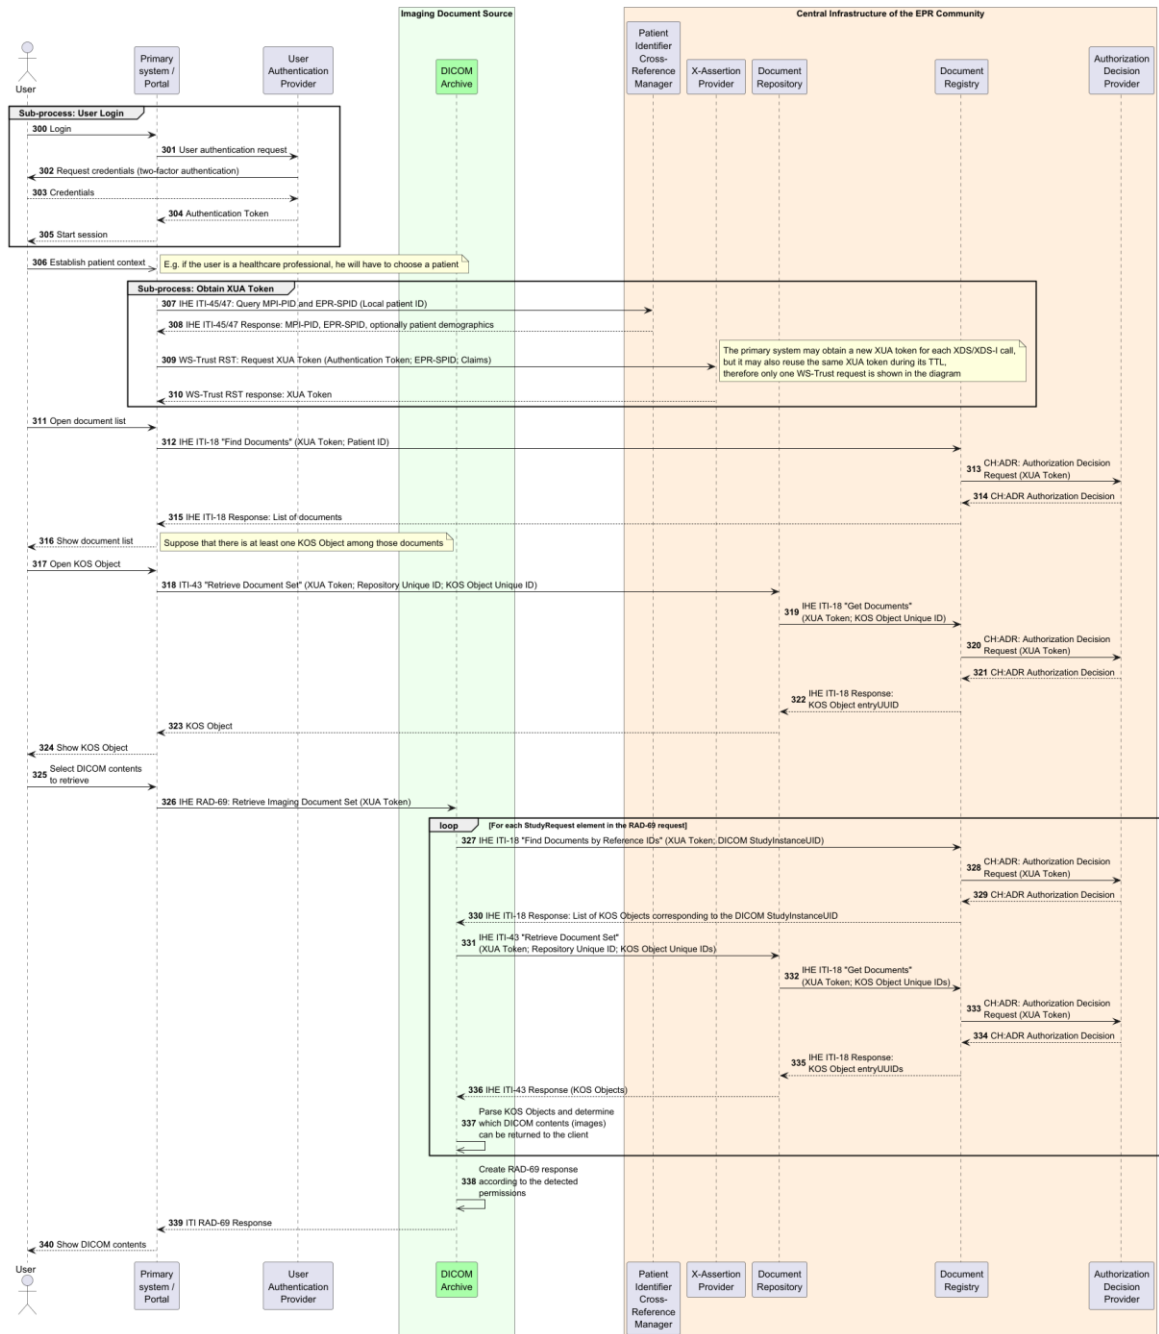 Imaging Document Source
Central Infrastructure of the EPR Community
User
Primary
system /
Portal
User
Authentication
Provider
DICOM
Archive
Patient
Identifier
Cross-
Reference
Manager
X-Assertion
Provider
Document
Repository
Document
Registry
Authorization
Decision
Provider
Sub-process: User Login
300 Login
301 User authentication request
302 Request credentials (two-factor authentication)
303 Credentials
304 Authentication Token
305 Start session
306 Establish patient context
E.g. if the user is a healthcare professional, he will have to choose a patient
Sub-process: Obtain XUA Token
307 IHE ITI-45/47: Query MPI-PID and EPR-SPID (Local patient ID)
308 IHE ITI-45/47 Response: MPI-PID, EPR-SPID, optionally patient demographics
309 WS-Trust RST: Request XUA Token (Authentication Token; EPR-SPID; Claims)
The primary system may obtain a new XUA token for each XDS/XDS-I call,
but it may also reuse the same XUA token during its TTL,
therefore only one WS-Trust request is shown in the diagram
310 WS-Trust RST response: XUA Token
311 Open document list
312 IHE ITI-18 "Find Documents" (XUA Token; Patient ID)
313 CH:ADR: Authorization Decision
Request (XUA Token)
314 CH:ADR Authorization Decision
315 IHE ITI-18 Response: List of documents
316 Show document list
Suppose that there is at least one KOS Object among those documents
317 Open KOS Object
318 ITI-43 "Retrieve Document Set" (XUA Token; Repository Unique ID; KOS Object Unique ID)
319 IHE ITI-18 "Get Documents"
(XUA Token; KOS Object Unique ID)
320 CH:ADR: Authorization Decision
Request (XUA Token)
321 CH:ADR Authorization Decision
322 IHE ITI-18 Response:
KOS Object entryUUID
323 KOS Object
324 Show KOS Object
325 Select DICOM contents
to retrieve
326 IHE RAD-69: Retrieve Imaging Document Set (XUA Token)
loop [For each StudyRequest element in the RAD-69 request]
327 IHE ITI-18 "Find Documents by Reference IDs" (XUA Token; DICOM StudyInstanceUID)
328 CH:ADR: Authorization Decision
Request (XUA Token)
329 CH:ADR Authorization Decision
330 IHE ITI-18 Response: List of KOS Objects corresponding to the DICOM StudyInstanceUID
331 IHE ITI-43 "Retrieve Document Set"
(XUA Token; Repository Unique ID; KOS Object Unique IDs)
332 IHE ITI-18 "Get Documents"
(XUA Token; KOS Object Unique IDs)
333 CH:ADR: Authorization Decision
Request (XUA Token)
334 CH:ADR Authorization Decision
335 IHE ITI-18 Response:
KOS Object entryUUIDs
336 IHE ITI-43 Response (KOS Objects)
Parse KOS Objects and determine
337 which DICOM contents (images)
can be returned to the client
Create RAD-69 response
338 according to the detected
permissions
339 ITI RAD-69 Response
340 Show DICOM contents
User
Primary
system /
Portal
User
Authentication
Provider
DICOM
Archive
Patient
Identifier
Cross-
Reference
Manager
X-Assertion
Provider
Document
Repository
Document
Registry
Authorization
Decision
Provider